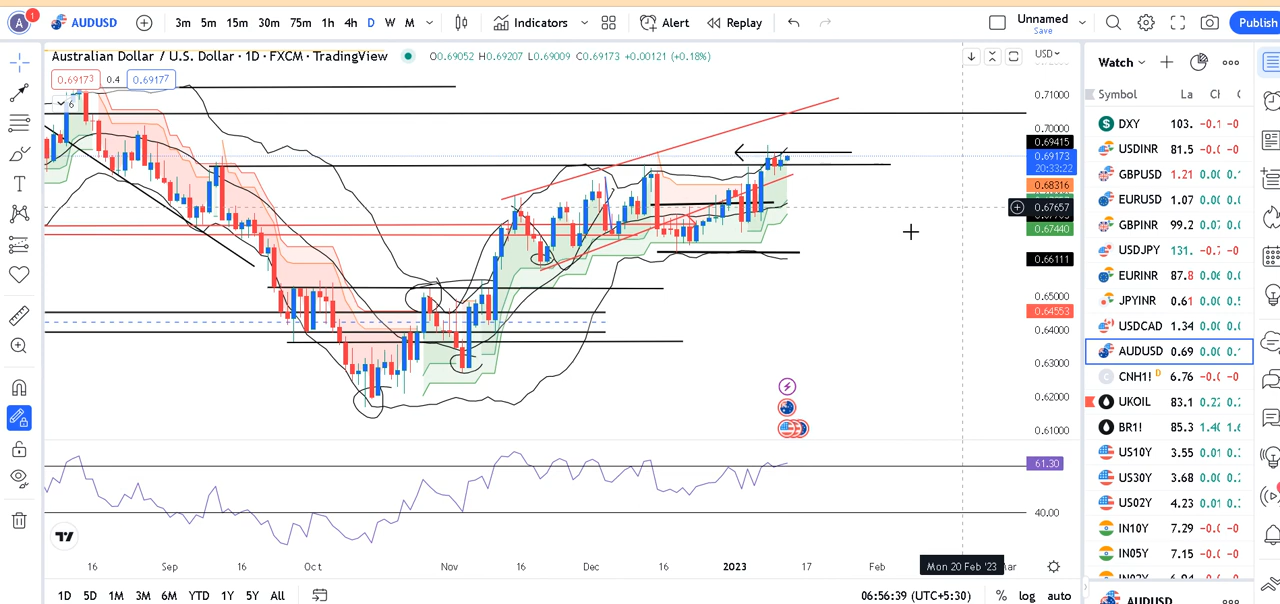 A 1 AUDUSD 3m 5m 15m 30m 75m 1h 4h D W M Indicators Alert Replay Unnamed Save Publish
Australian Dollar / U.S. Dollar · 1D · FXCM · TradingView O0.69052 H0.69207 L0.69009 C0.69173 +0.00121 (+0.18%) USD
0.69173 0.4 0.69177
6
0.71000
0.70000
0.69415
0.69173
20:33:22
0.68316
0.67657
0.67440
0.66111
0.65000
0.64553
0.64000
0.63000
0.62000
0.61000
61.30
40.00
16 Sep 16 Oct 17 Nov 16 Dec 16 2023 17 Feb Mon 20 Feb '23
1D 5D 1M 3M 6M YTD 1Y 5Y All 06:56:39 (UTC+5:30) % log auto
Watch
Symbol La
DXY 103.
USDINR 81.5
GBPUSD 1.21
EURUSD 1.07
GBPINR 99.2
USDJPY 131.
EURINR 87.8
JPYINR 0.61
USDCAD 1.34
AUDUSD 0.69
CNH1! D 6.76
UKOIL 83.1
BR1! 85.3
US10Y 3.55
US30Y 3.68
US02Y 4.23
IN10Y 7.29
IN05Y 7.15
AUDUSD